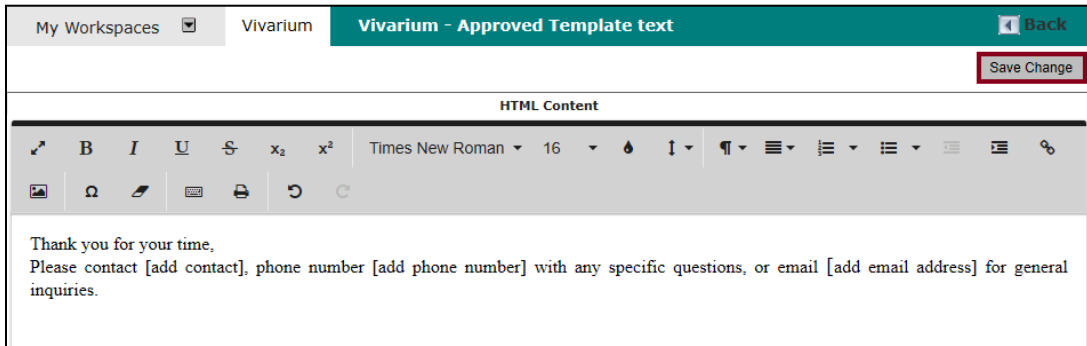 My Workspaces Vivarium Vivarium - Approved Template text Back
Save Change
HTML Content
B I U S x₂ x² Times New Roman 16 ¶
Ω
Thank you for your time,
Please contact [add contact], phone number [add phone number] with any specific questions, or email [add email address] for general
inquiries.